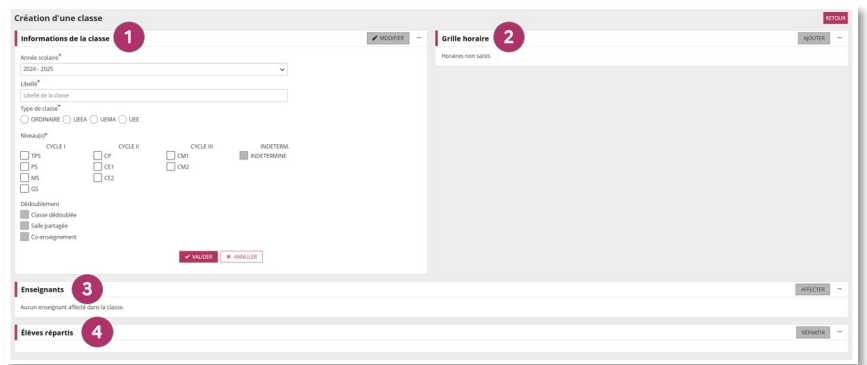 Création d'une classe
RETOUR
Informations de la classe
1
MODIFIER
Année scolaire*
2024 - 2025
Libellé*
Libellé de la classe
Type de classe*
ORDINAIRE UEEA UEMA UEE
Niveau(x)*
CYCLE I CYCLE II CYCLE III INDETERM.
TPS CP CM1 INDETERMINE
PS CE1 CM2
MS CE2
GS
Dédoublement
Classe dédoublée
Salle partagée
Co-enseignement
VALIDER ANNULER
Grille horaire
2
AJOUTER
Horaires non saisis
Enseignants
3
AFFECTER
Aucun enseignant affecté dans la classe.
Élèves répartis
4
RÉPARTIR